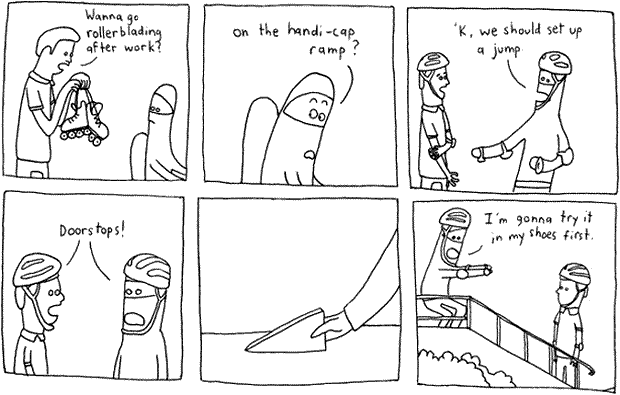 Wanna go
rollerblading
after work?
on the handi-cap
ramp?
'K, we should set up
a jump.
Doorstops!
I'm gonna try it
in my shoes first.